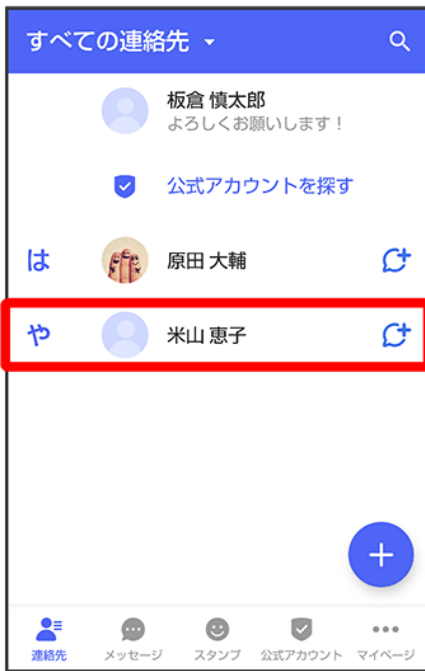 すべての連絡先
板倉 慎太郎
よろしくお願いします！
公式アカウントを探す
は
原田 大輔
や
米山 恵子
連絡先
メッセージ
スタンプ
公式アカウント
マイページ